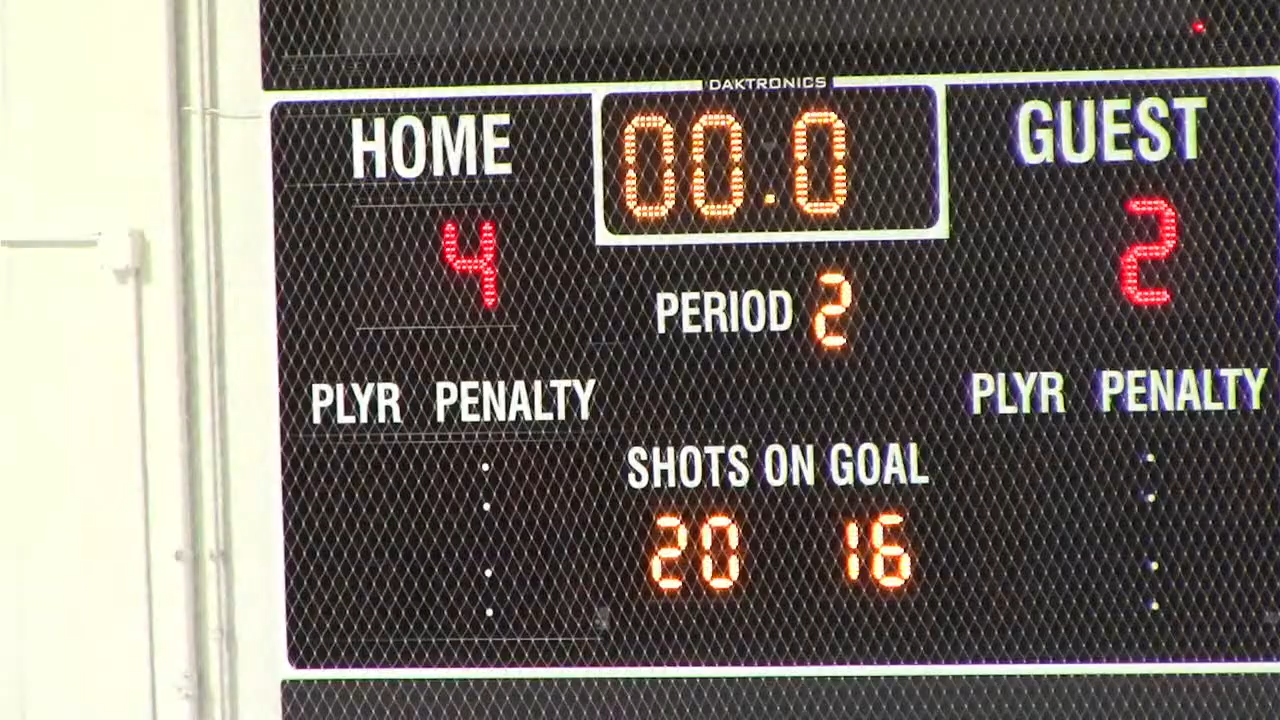 DAKTRONICS
HOME 00.0 GUEST
4 2
PERIOD 2
PLYR PENALTY PLYR PENALTY
SHOTS ON GOAL
20 16